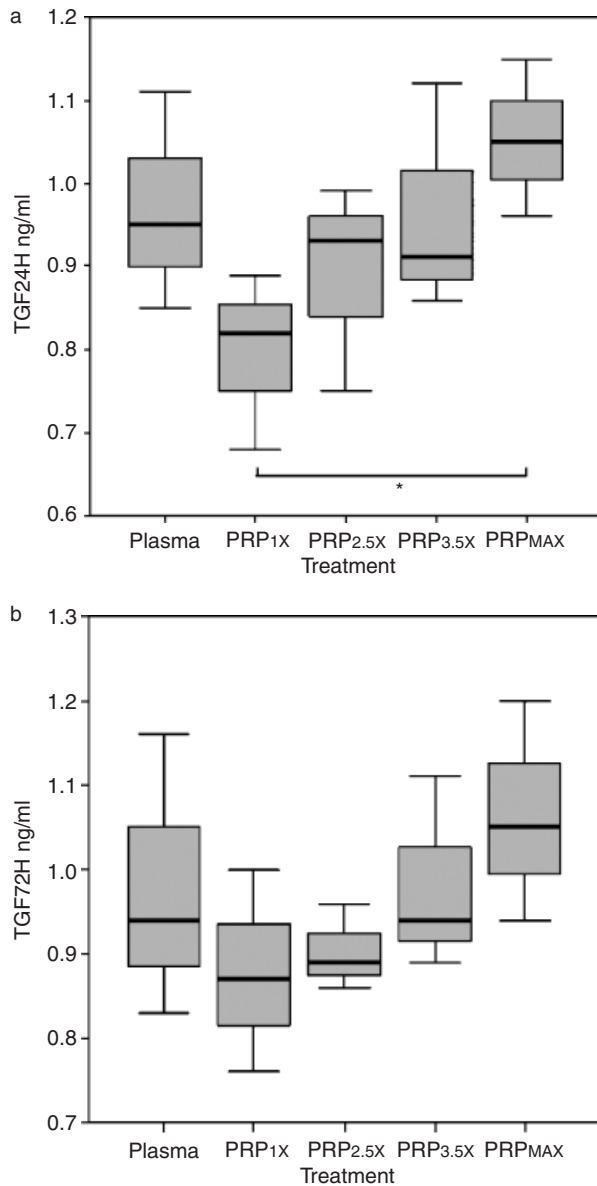 a
1.2
1.1
1.0
0.9
0.8
0.7
0.6
TGF24H ng/ml
*
Plasma PRP1X PRP2.5X PRP3.5X PRPMAX
Treatment
b
1.3
1.2
1.1
1.0
0.9
0.8
0.7
TGF72H ng/ml
Plasma PRP1X PRP2.5X PRP3.5X PRPMAX
Treatment